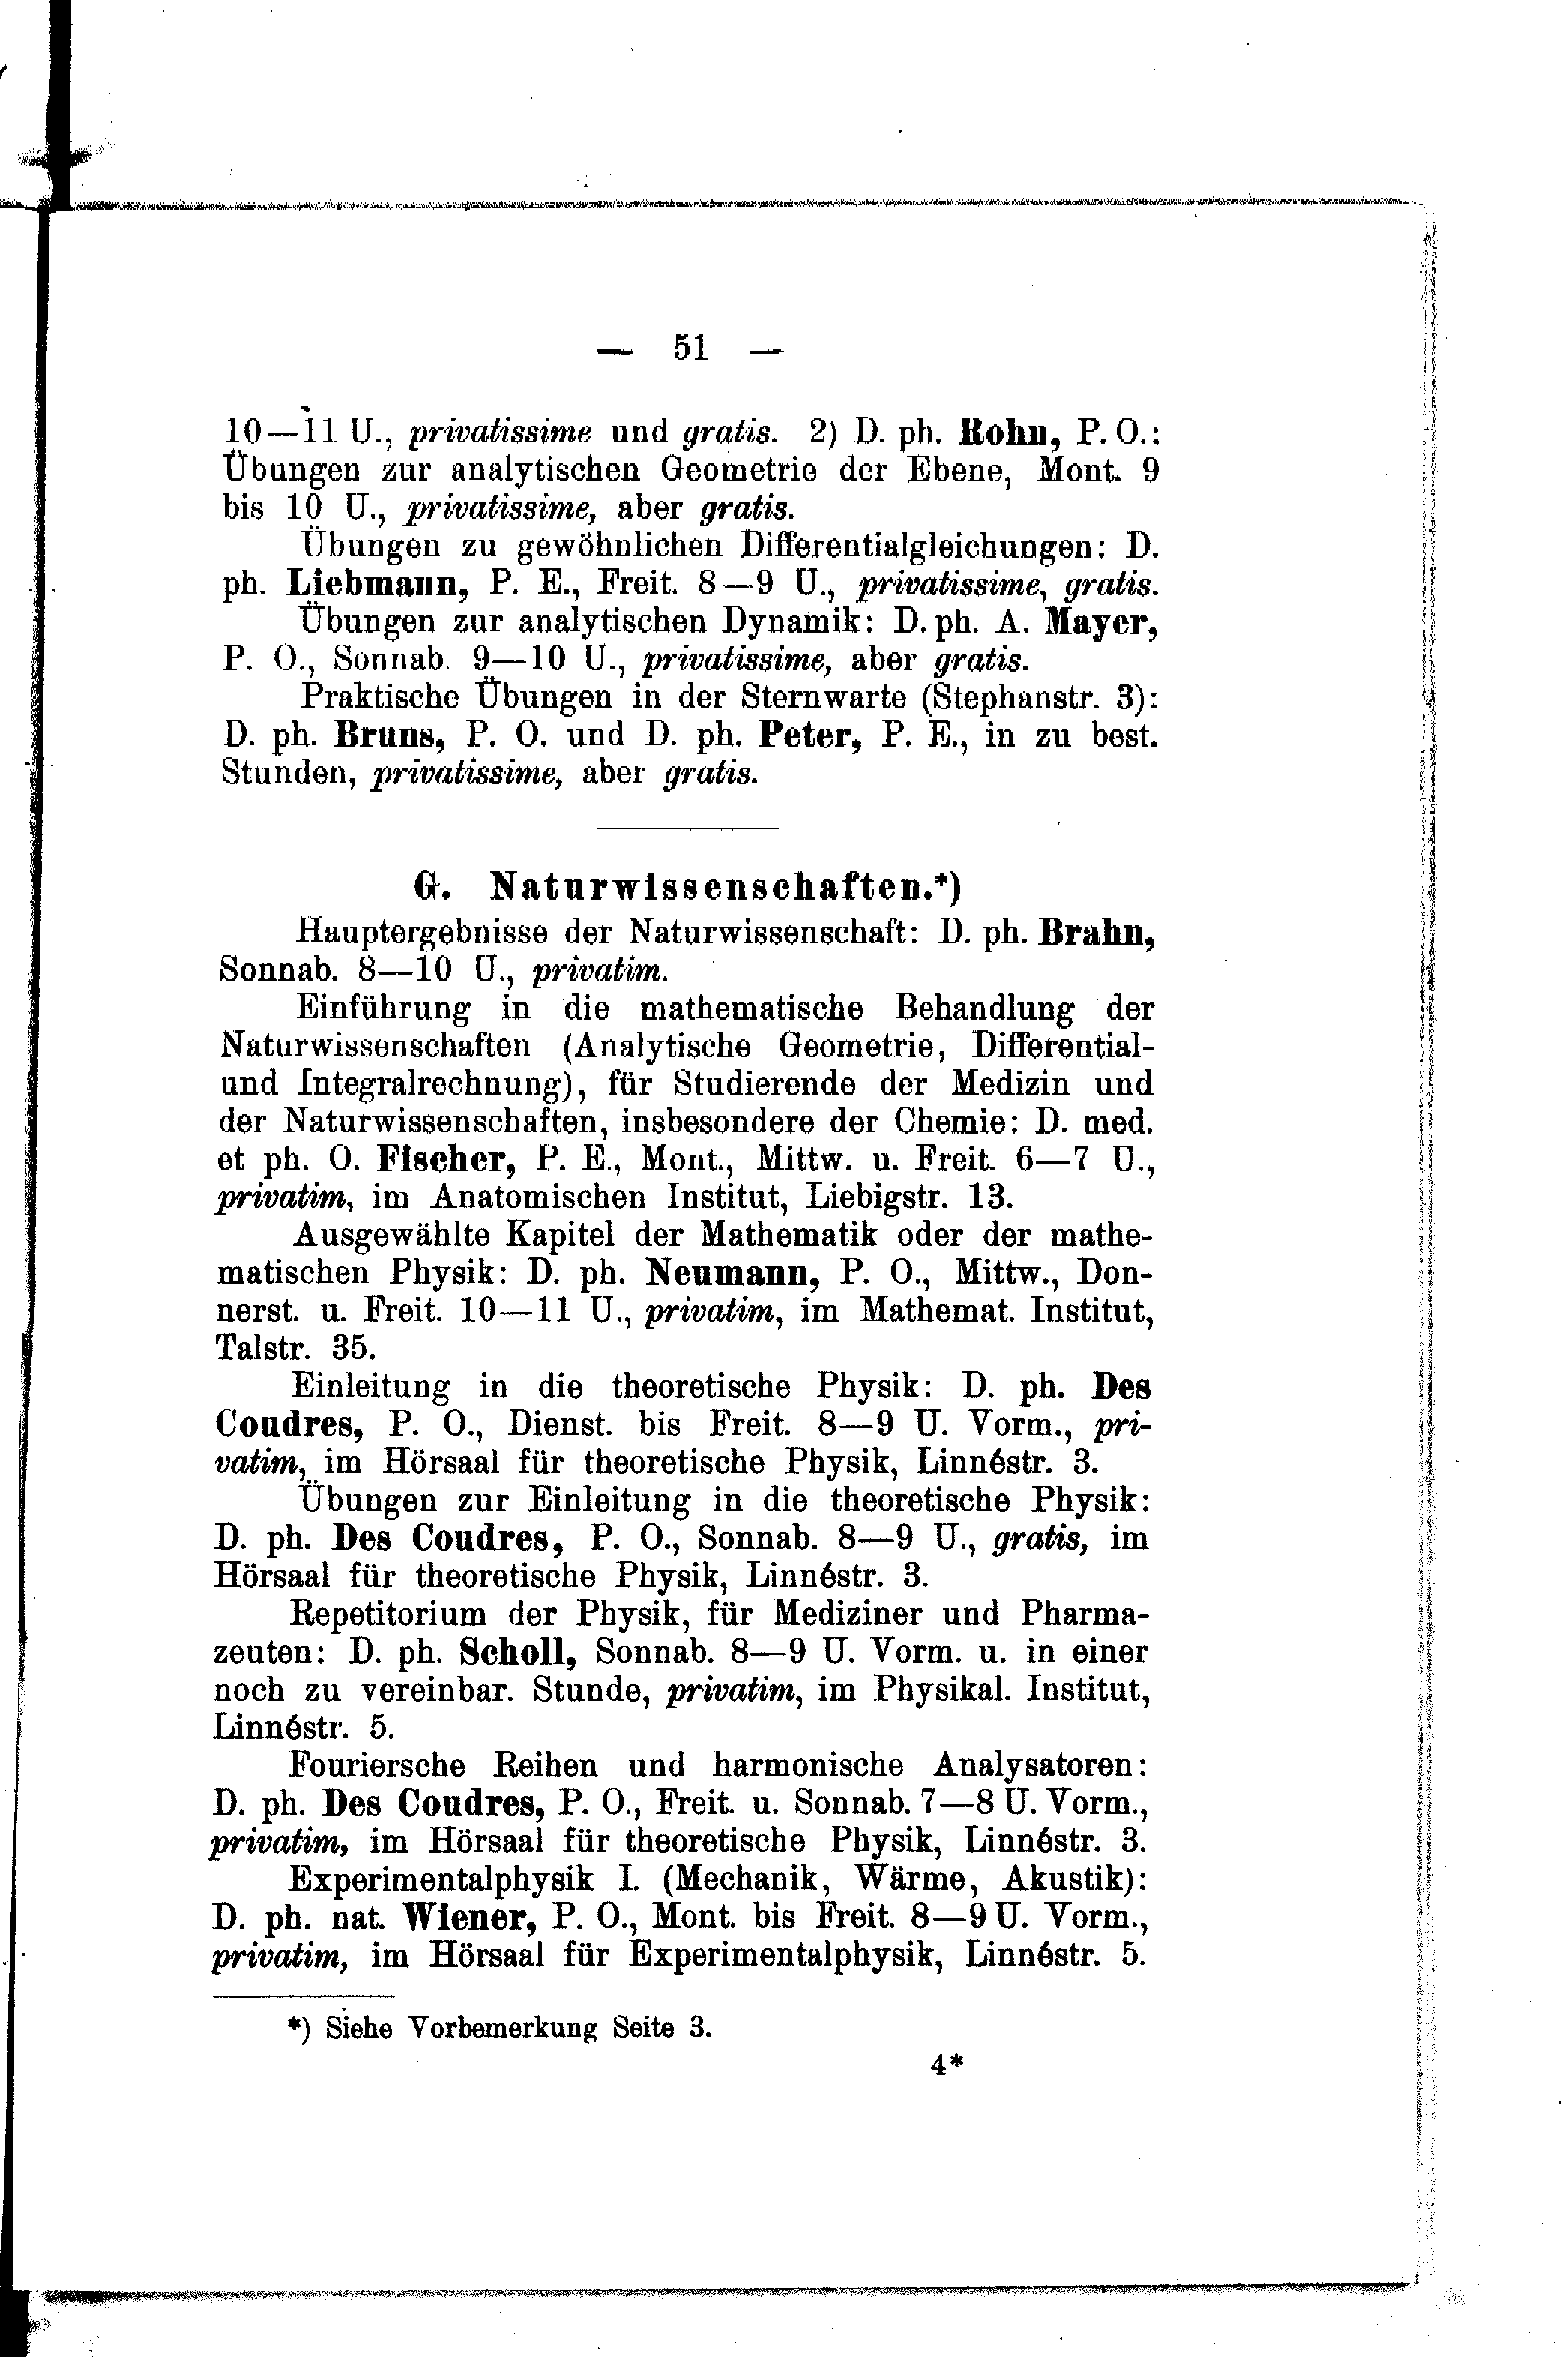 — 51 —
10—11 U., privatissime und gratis. 2) D. ph. Rohn, P. O.:
Übungen zur analytischen Geometrie der Ebene, Mont. 9
bis 10 U., privatissime, aber gratis.
Übungen zu gewöhnlichen Differentialgleichungen: D.
ph. Liebmann, P. E., Freit. 8—9 U., privatissime, gratis.
Übungen zur analytischen Dynamik: D. ph. A. Mayer,
P. O., Sonnab. 9—10 U., privatissime, aber gratis.
Praktische Übungen in der Sternwarte (Stephanstr. 3):
D. ph. Bruns, P. O. und D. ph. Peter, P. E., in zu best.
Stunden, privatissime, aber gratis.
G. Naturwissenschaften.*)
Hauptergebnisse der Naturwissenschaft: D. ph. Brahn,
Sonnab. 8—10 U., privatim.
Einführung in die mathematische Behandlung der
Naturwissenschaften (Analytische Geometrie, Differential-
und Integralrechnung), für Studierende der Medizin und
der Naturwissenschaften, insbesondere der Chemie: D. med.
et ph. O. Fischer, P. E., Mont., Mittw. u. Freit. 6—7 U.,
privatim, im Anatomischen Institut, Liebigstr. 13.
Ausgewählte Kapitel der Mathematik oder der mathe-
matischen Physik: D. ph. Neumann, P. O., Mittw., Don-
nerst. u. Freit. 10—11 U., privatim, im Mathemat. Institut,
Talstr. 35.
Einleitung in die theoretische Physik: D. ph. Des
Coudres, P. O., Dienst. bis Freit. 8—9 U. Vorm., pri-
vatim, im Hörsaal für theoretische Physik, Linnéstr. 3.
Übungen zur Einleitung in die theoretische Physik:
D. ph. Des Coudres, P. O., Sonnab. 8—9 U., gratis, im
Hörsaal für theoretische Physik, Linnéstr. 3.
Repetitorium der Physik, für Mediziner und Pharma-
zeuten: D. ph. Scholl, Sonnab. 8—9 U. Vorm. u. in einer
noch zu vereinbar. Stunde, privatim, im Physikal. Institut,
Linnéstr. 5.
Fouriersche Reihen und harmonische Analysatoren:
D. ph. Des Coudres, P. O., Freit. u. Sonnab. 7—8 U. Vorm.,
privatim, im Hörsaal für theoretische Physik, Linnéstr. 3.
Experimentalphysik I. (Mechanik, Wärme, Akustik):
D. ph. nat. Wiener, P. O., Mont. bis Freit. 8—9 U. Vorm.,
privatim, im Hörsaal für Experimentalphysik, Linnéstr. 5.
*) Siehe Vorbemerkung Seite 3.
4*